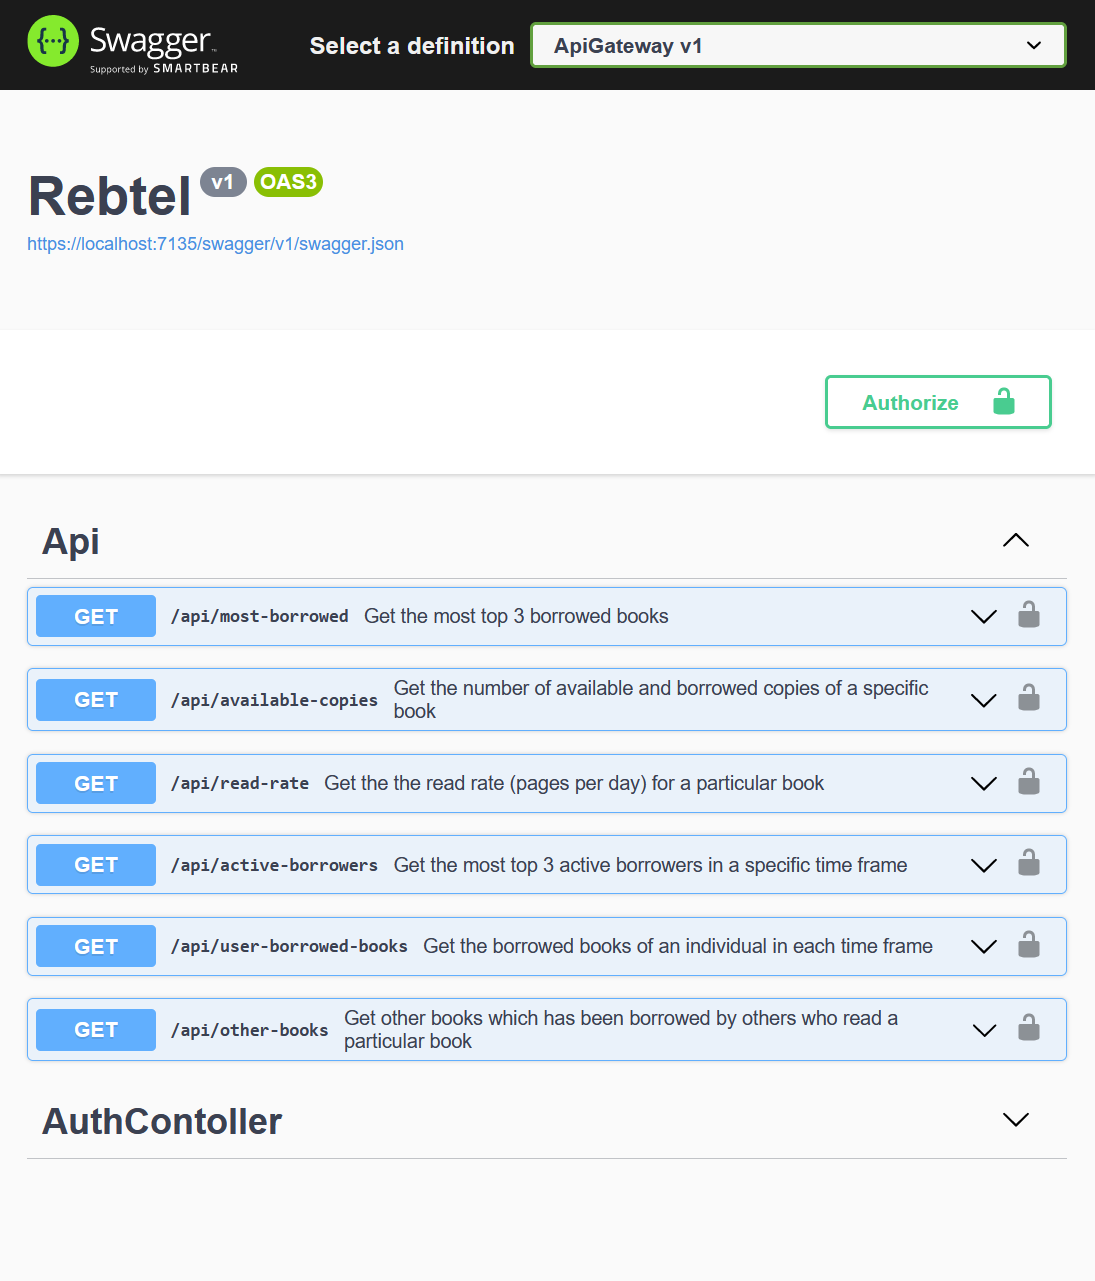 {···} Swagger™
Supported by SMARTBEAR
Select a definition
ApiGateway v1
Rebtel v1 OAS3
https://localhost:7135/swagger/v1/swagger.json
Authorize
Api
GET /api/most-borrowed Get the most top 3 borrowed books
GET /api/available-copies Get the number of available and borrowed copies of a specific
book
GET /api/read-rate Get the the read rate (pages per day) for a particular book
GET /api/active-borrowers Get the most top 3 active borrowers in a specific time frame
GET /api/user-borrowed-books Get the borrowed books of an individual in each time frame
GET /api/other-books Get other books which has been borrowed by others who read a
particular book
AuthContoller